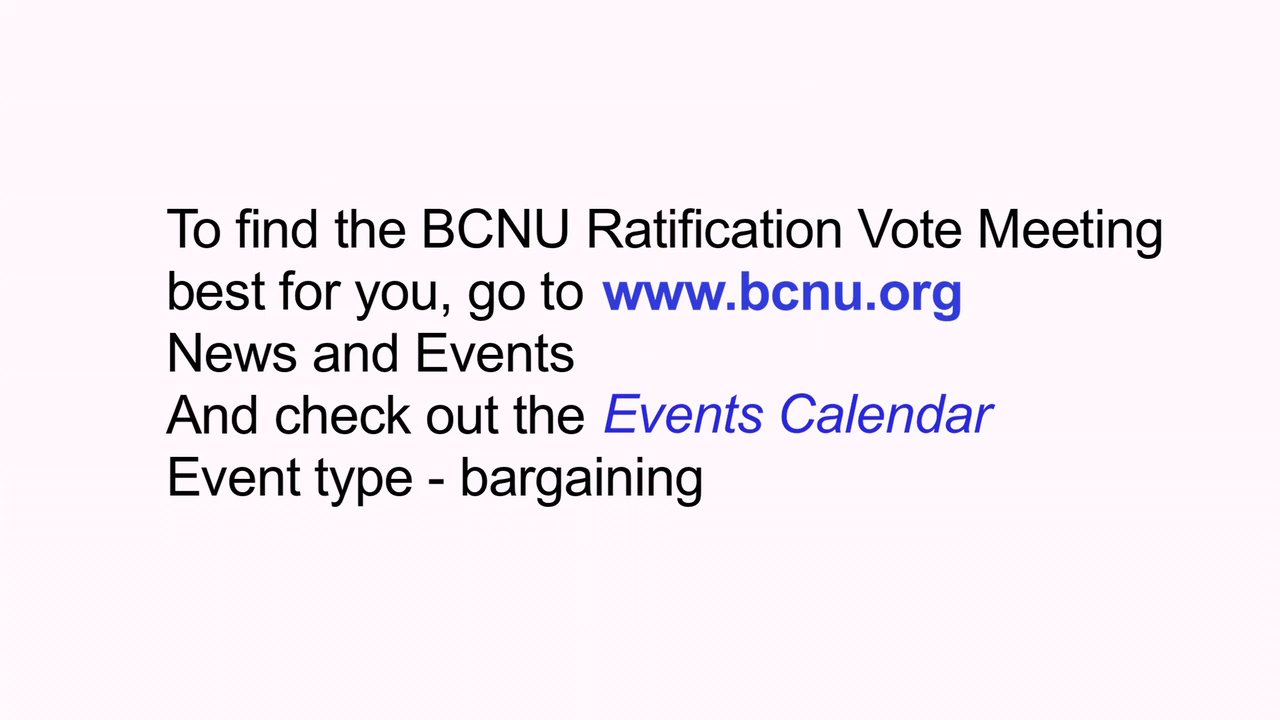 To find the BCNU Ratification Vote Meeting
best for you, go to www.bcnu.org
News and Events
And check out the Events Calendar
Event type - bargaining